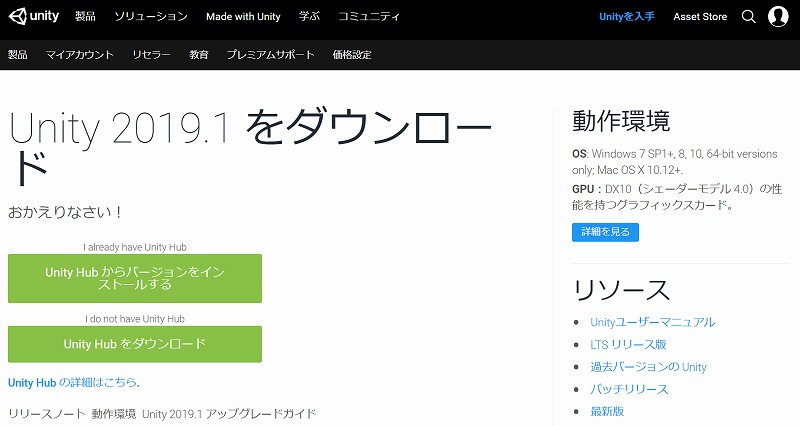 unity 製品 ソリューション Made with Unity 学ぶ コミュニティ Unityを入手 Asset Store
製品 マイアカウント リセラー 教育 プレミアムサポート 価格設定
Unity 2019.1 をダウンロー
ド
おかえりなさい！
I already have Unity Hub
Unity Hub からバージョンをイン
ストールする
I do not have Unity Hub
Unity Hub をダウンロード
Unity Hub の詳細はこちら.
リリースノート 動作環境 Unity 2019.1 アップグレードガイド
動作環境
OS: Windows 7 SP1+, 8, 10, 64-bit versions
only; Mac OS X 10.12+.
GPU：DX10（シェーダーモデル 4.0）の性
能を持つグラフィックスカード。
詳細を見る
リソース
Unityユーザーマニュアル
LTS リリース版
過去バージョンの Unity
パッチリリース
最新版